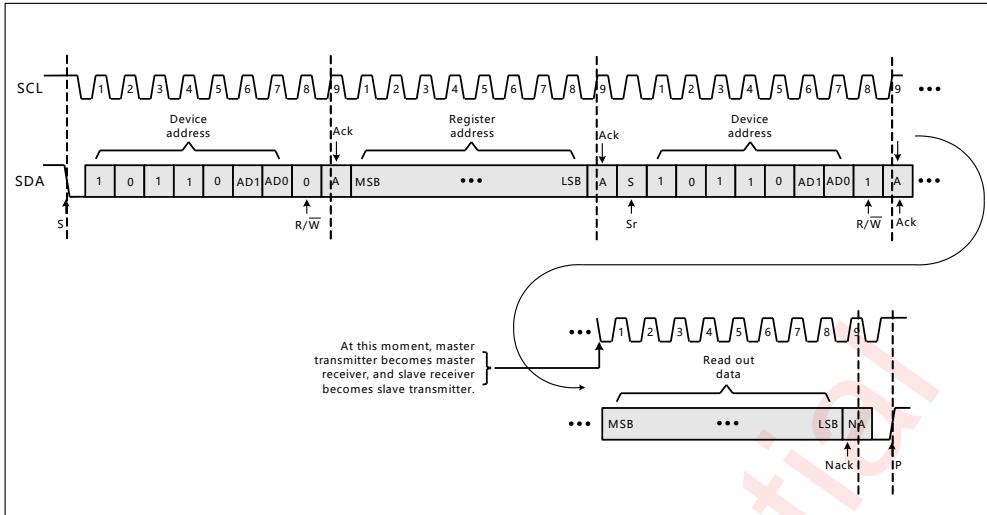 SCL
1 2 3 4 5 6 7 8 9 1 2 3 4 5 6 7 8 9 1 2 3 4 5 6 7 8 9 •••
Device
address
Ack
Register
address
Ack
Device
address
SDA
1 0 1 1 0 AD1 AD0 0 A MSB ••• LSB A S 1 0 1 1 0 AD1 AD0 1 A •••
S
R/W̅
Sr
R/W̅
Ack
••• 1 2 3 4 5 6 7 8 9
At this moment, master
transmitter becomes master
receiver, and slave receiver
becomes slave transmitter.
Read out
data
••• MSB ••• LSB NA
Nack
P
tial